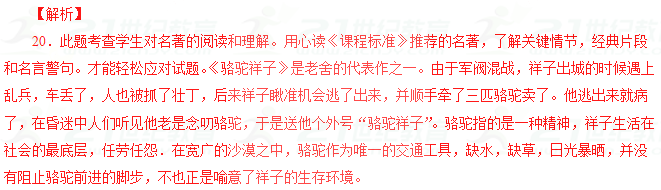 【解析】
20．此题考查学生对名著的阅读和理解。用心读《课程标准》推荐的名著，了解关键情节，经典片段
和名言警句。才能轻松应对试题。《骆驼祥子》是老舍的代表作之一。由于军阀混战，祥子出城的时候遇上
乱兵，车丢了，人也被抓了壮丁，后来祥子瞅准机会逃了出来，并顺手牵了三匹骆驼卖了。他逃出来就病
了，在昏迷中人们听见他老是念叨骆驼，于是送他个外号“骆驼祥子”。骆驼指的是一种精神，祥子生活在
社会的最底层，任劳任怨．在宽广的沙漠之中，骆驼作为唯一的交通工具，缺水，缺草，日光暴晒，并没
有阻止骆驼前进的脚步，不也正是喻意了祥子的生存环境。